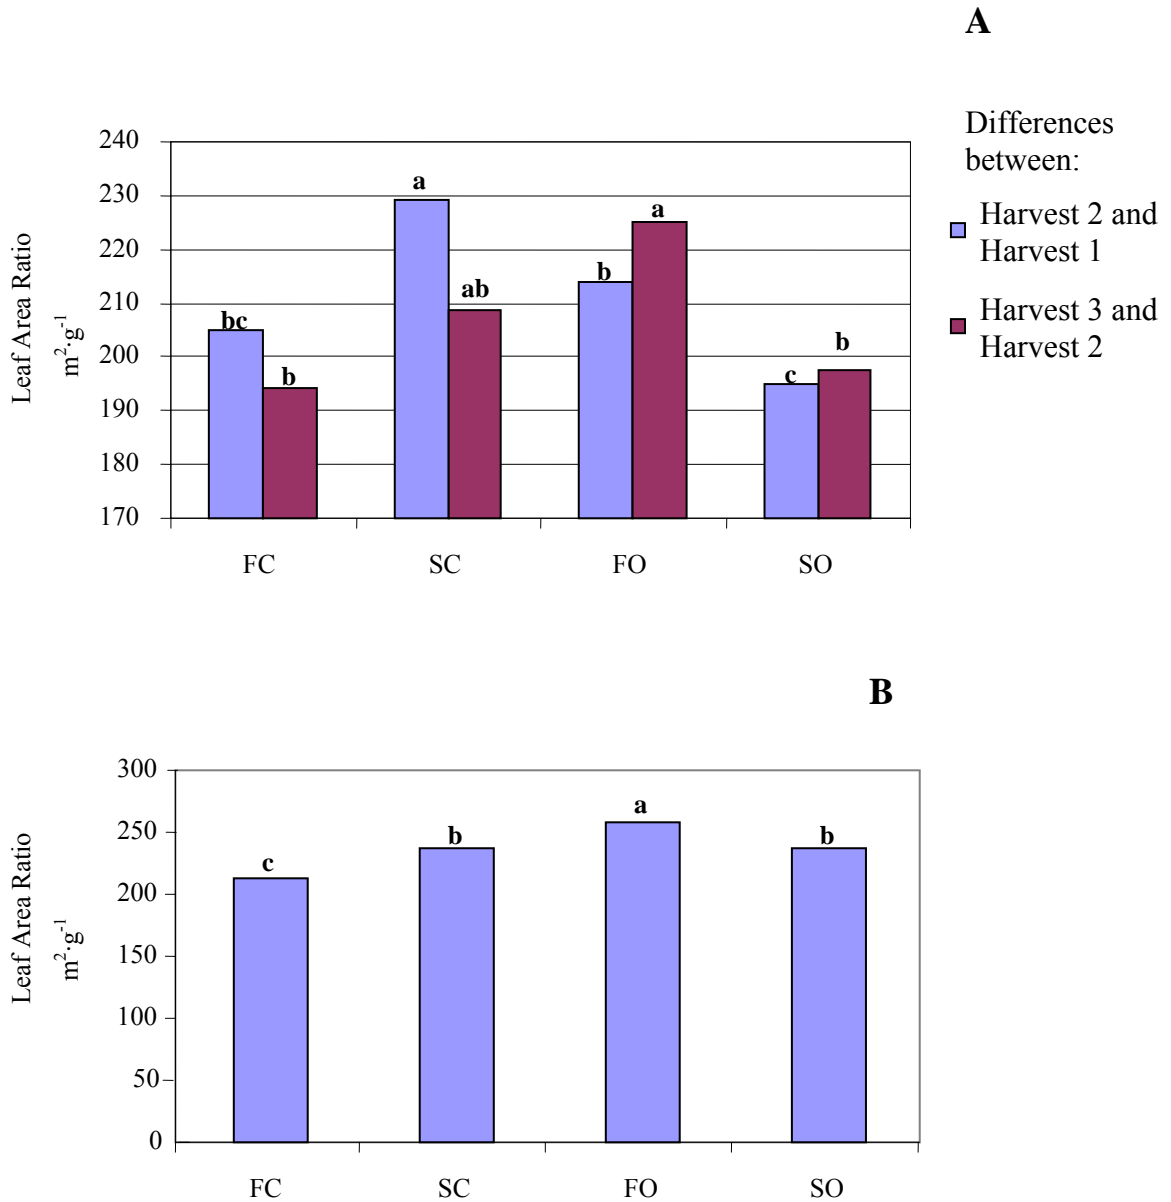 A
Differences
between:
Harvest 2 and
Harvest 1
Harvest 3 and
Harvest 2
Leaf Area Ratio
m²·g⁻¹
240
230
220
210
200
190
180
170
bc
b
a
ab
b
a
c
b
FC SC FO SO
B
Leaf Area Ratio
m²·g⁻¹
300
250
200
150
100
50
0
c
b
a
b
FC SC FO SO